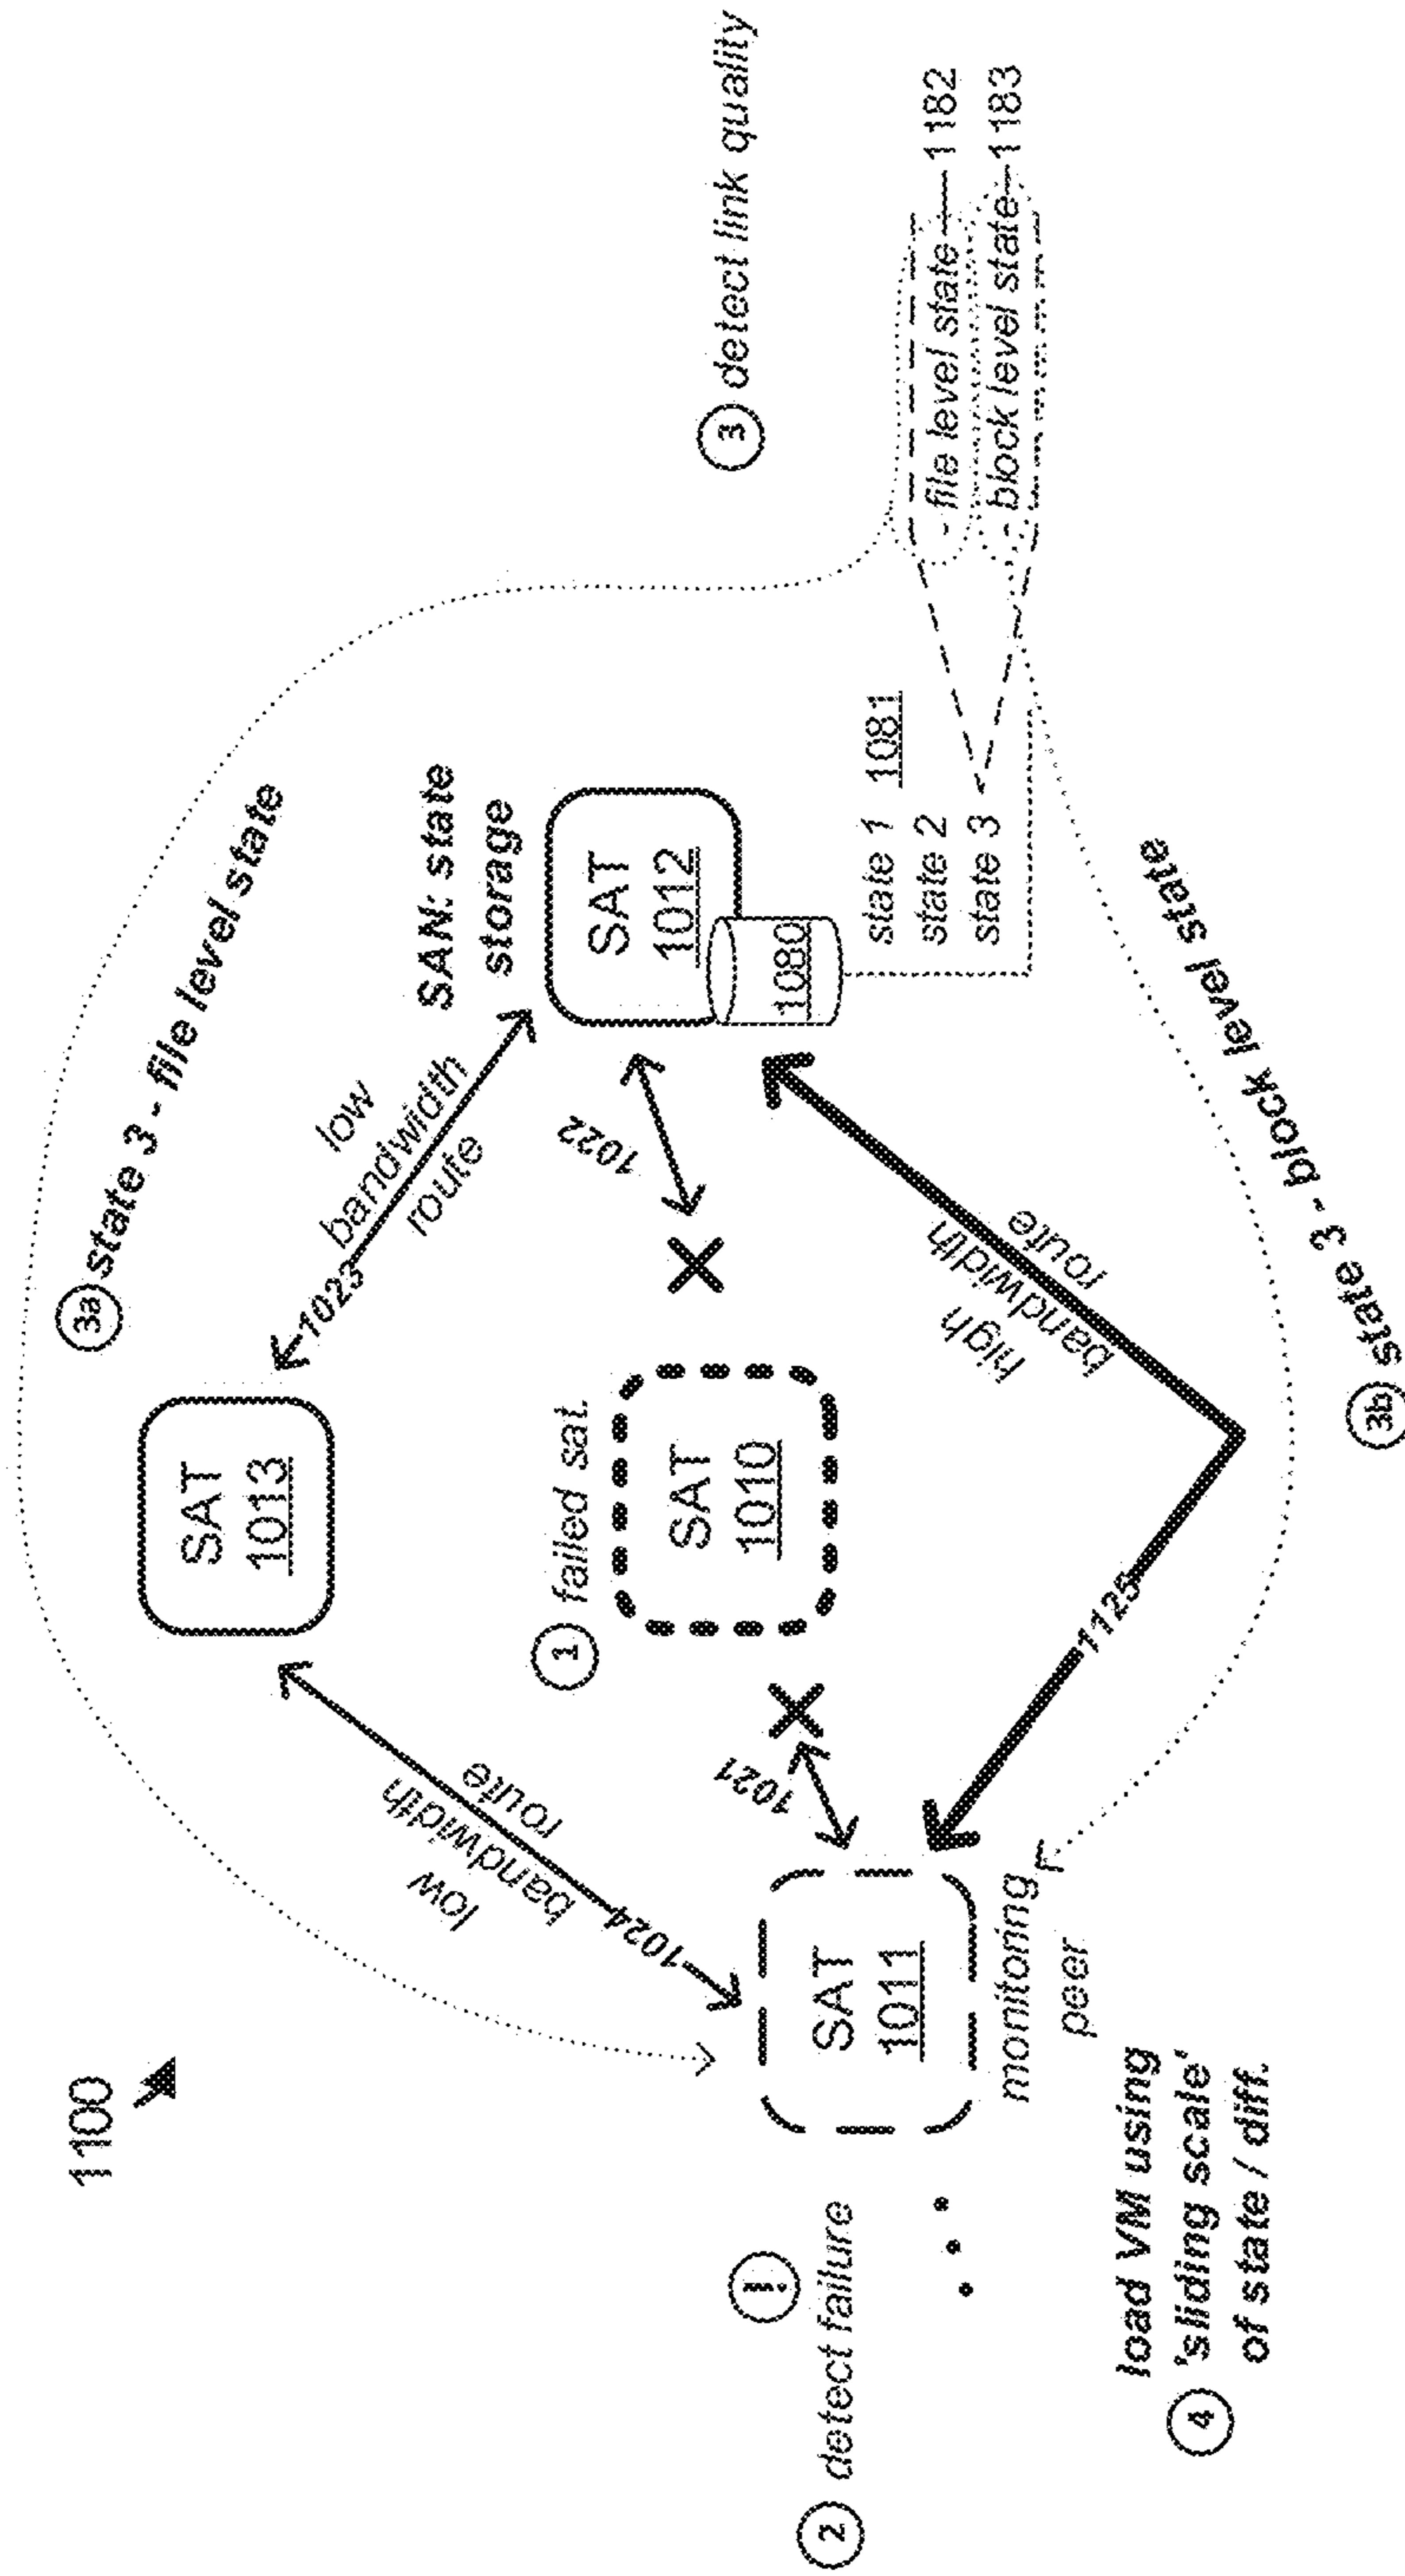 1100
3a state 3 - file level state
SAT
1013
1024
low
bandwidth
route
1023
low
bandwidth
route
SAN: state
storage
3 detect link quality
1 failed sat.
SAT
1010
1021
1022
SAT
1012
1080
!
2 detect failure
SAT
1011
monitoring
peer
state 1 1081
state 2
state 3
- file level state 1182
- block level state 1183
high
bandwidth
route
1125
4 load VM using
'sliding scale'
of state / diff.
3b state 3 - block level state